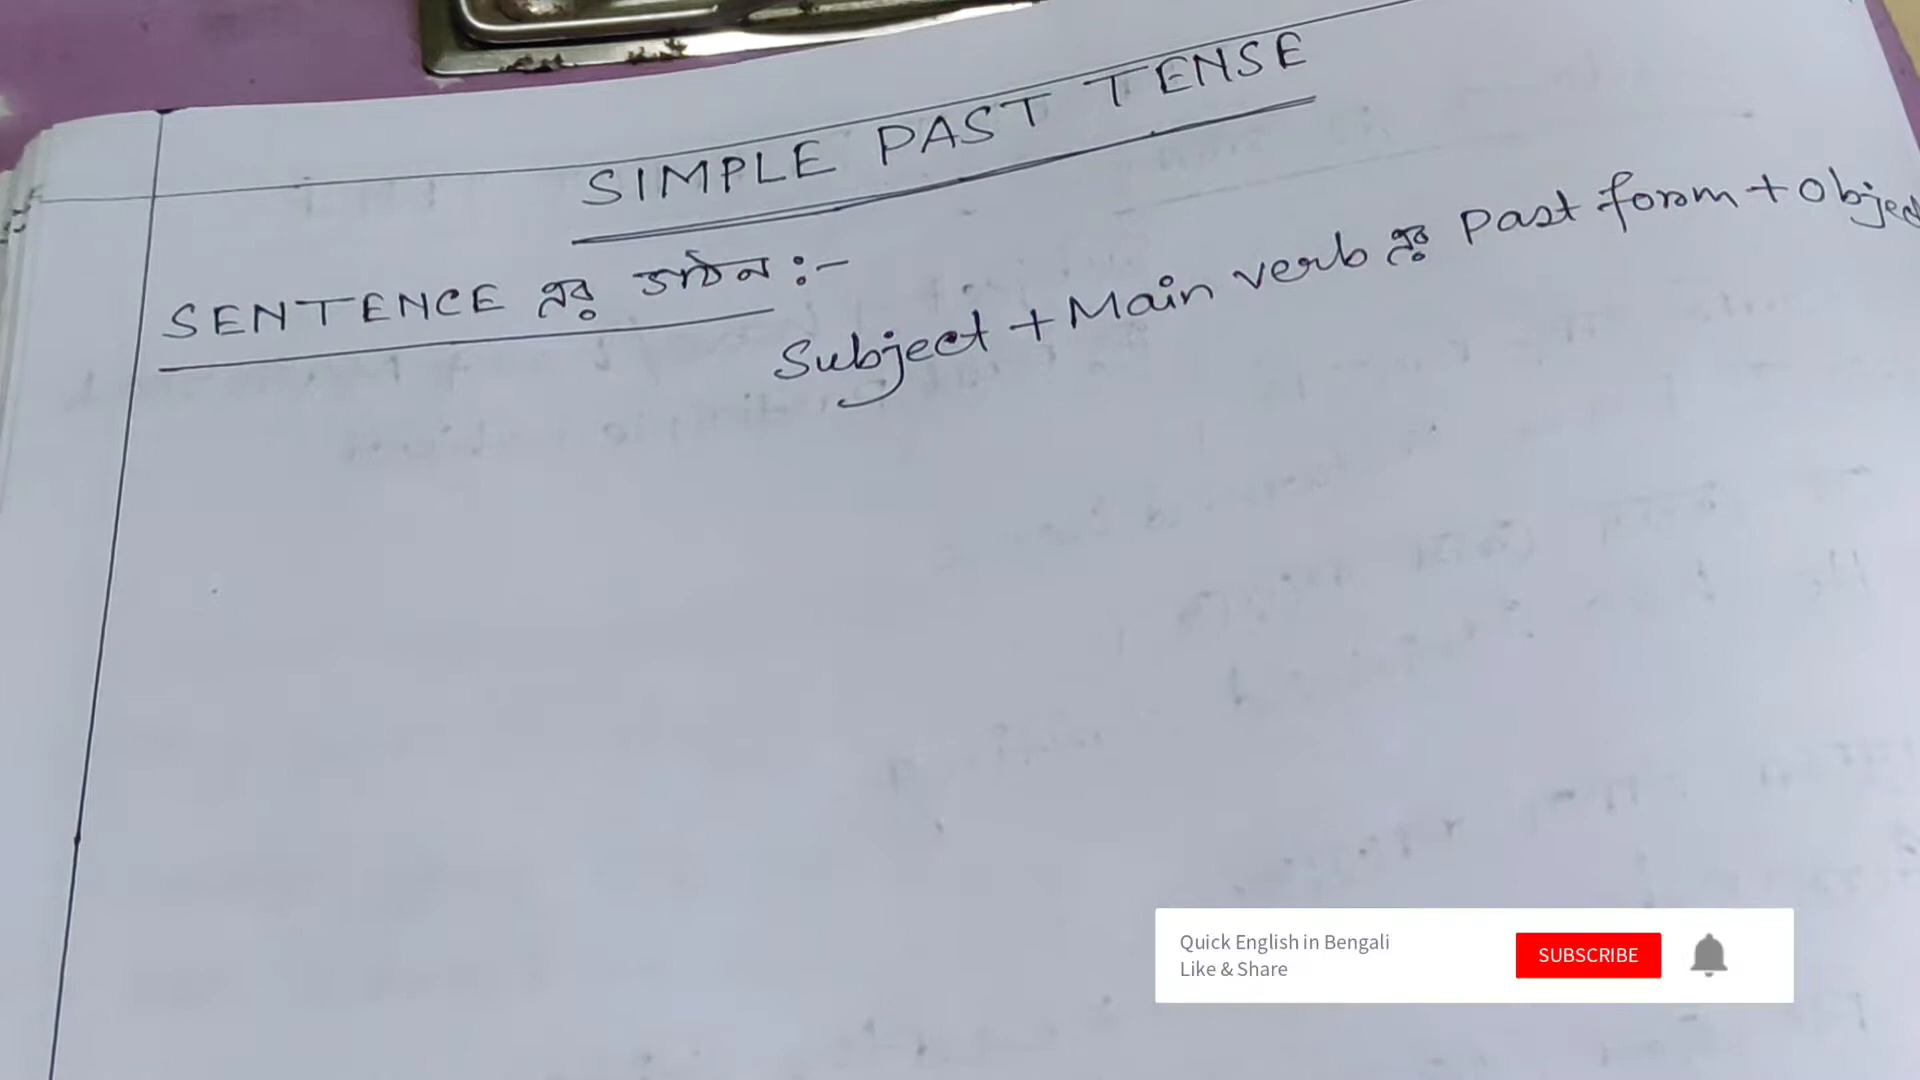 SIMPLE PAST TENSE
SENTENCE এর গঠন :-
Subject + Main verb এর Past form + Objec
Quick English in Bengali
Like & Share
SUBSCRIBE